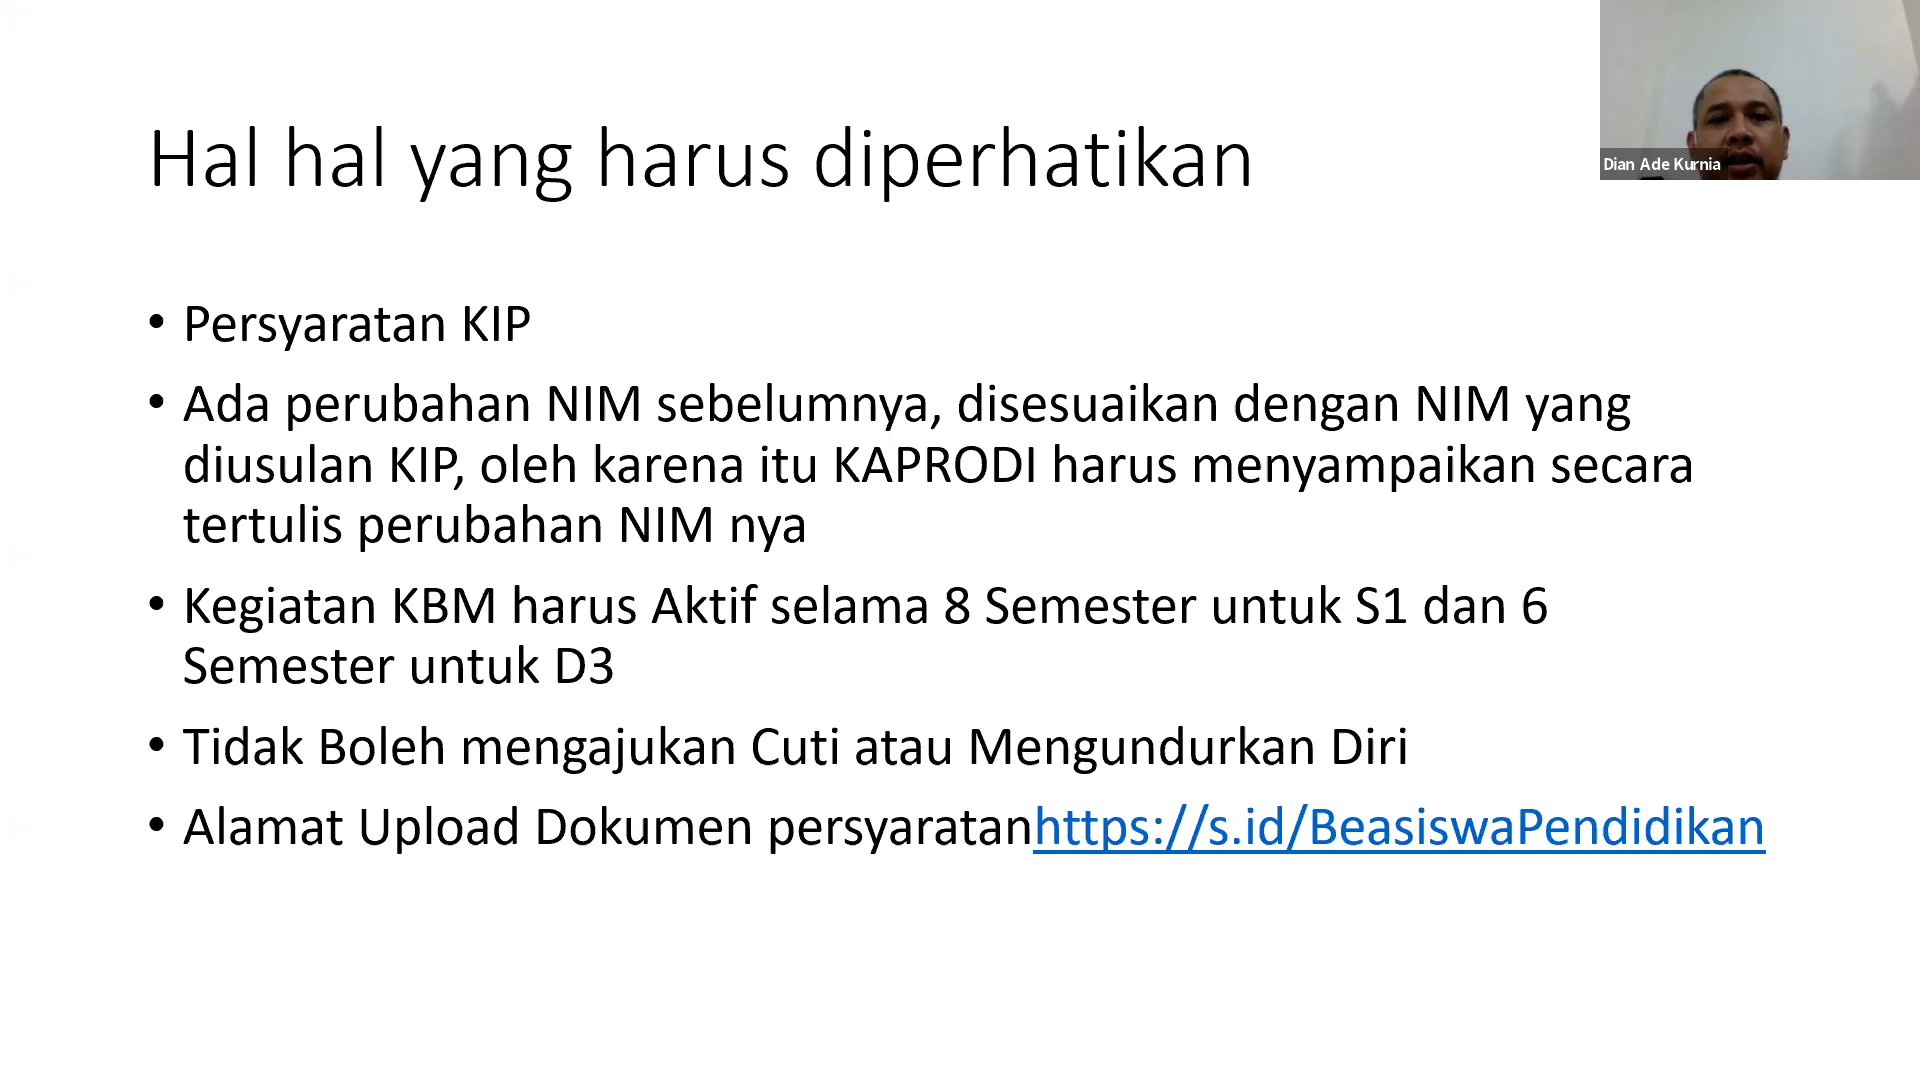 Hal hal yang harus diperhatikan
Dian Ade Kurnia
• Persyaratan KIP
• Ada perubahan NIM sebelumnya, disesuaikan dengan NIM yang
diusulan KIP, oleh karena itu KAPRODI harus menyampaikan secara
tertulis perubahan NIM nya
• Kegiatan KBM harus Aktif selama 8 Semester untuk S1 dan 6
Semester untuk D3
• Tidak Boleh mengajukan Cuti atau Mengundurkan Diri
• Alamat Upload Dokumen persyaratanhttps://s.id/BeasiswaPendidikan